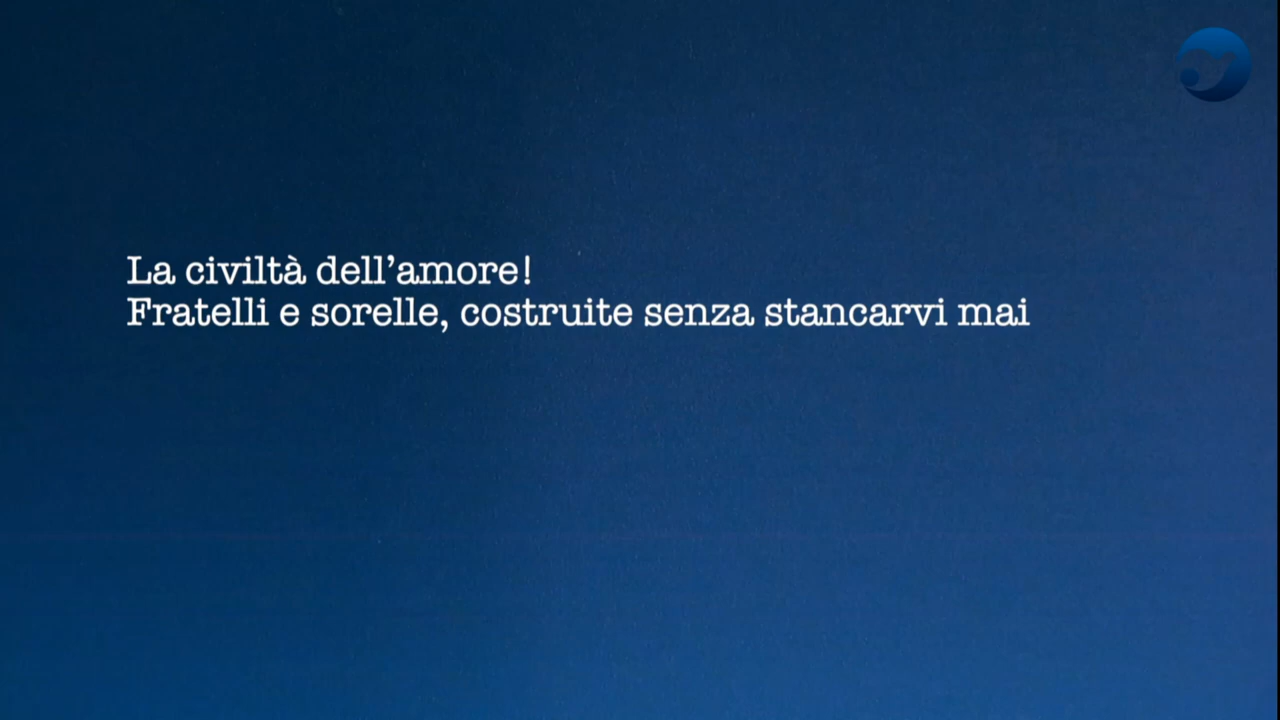 La civiltà dell’amore!
Fratelli e sorelle, costruite senza stancarvi mai